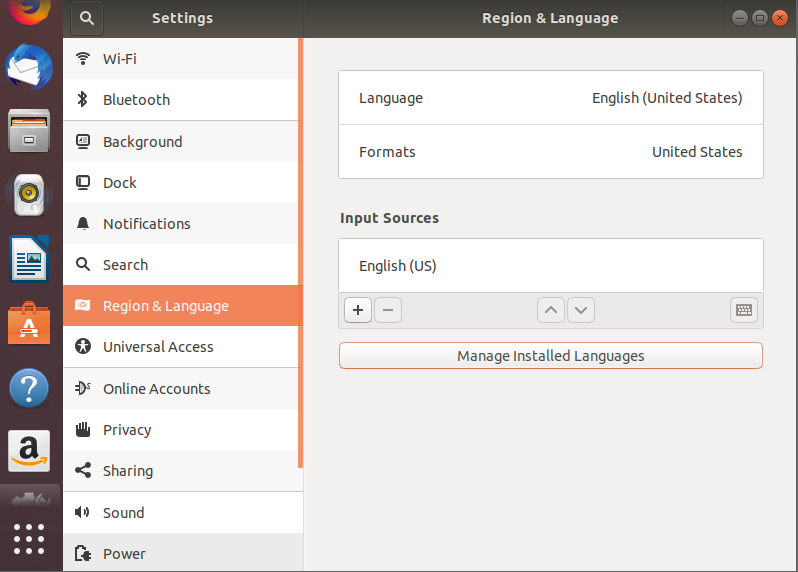 Settings
Region & Language
Wi-Fi
Bluetooth
Background
Dock
Notifications
Search
Region & Language
Universal Access
Online Accounts
Privacy
Sharing
Sound
Power
Language English (United States)
Formats United States
Input Sources
English (US)
Manage Installed Languages